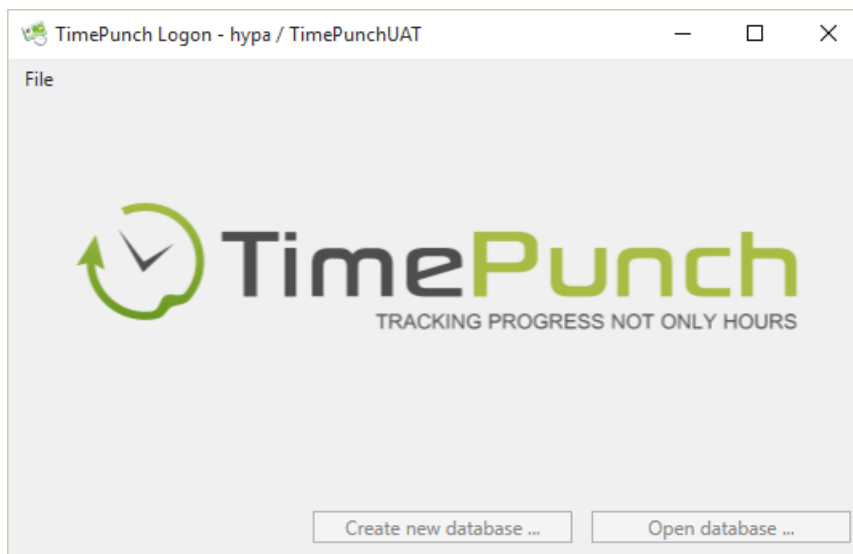 TimePunch Logon - hypa / TimePunchUAT
File
TimePunch
TRACKING PROGRESS NOT ONLY HOURS
Create new database ... Open database ...